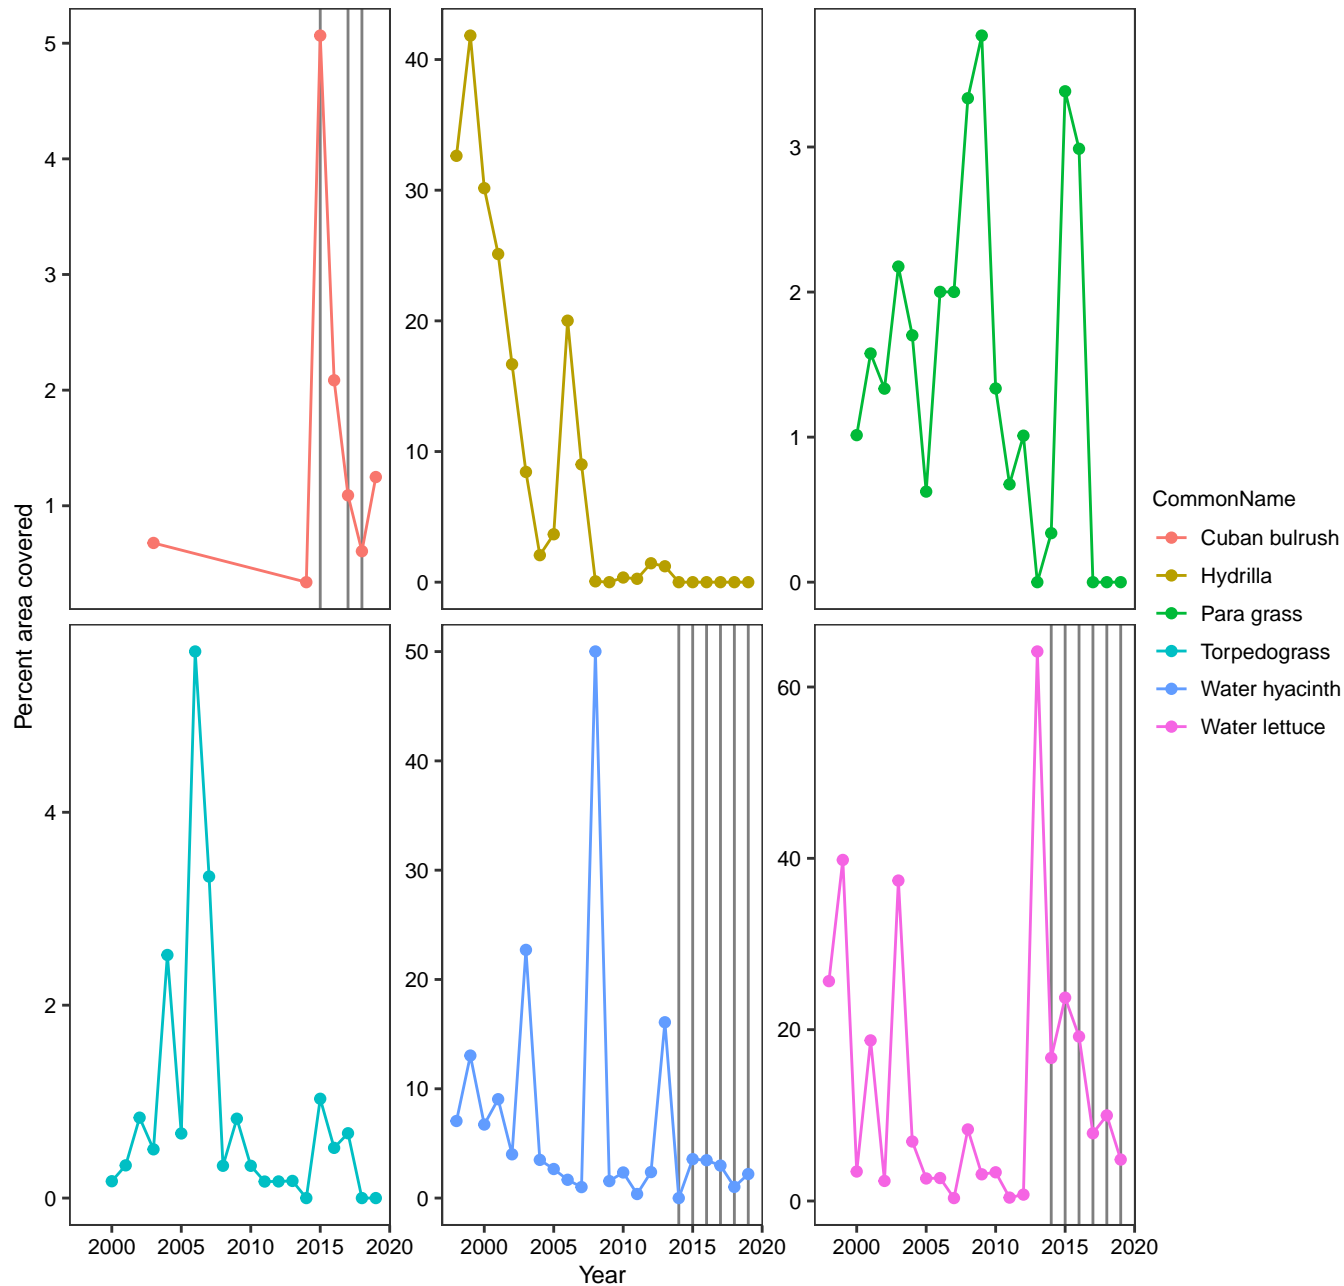 5
4
3
2
1
40
30
20
10
0
3
2
1
0
4
2
0
50
40
30
20
10
0
60
40
20
0
2000 2005 2010 2015 2020
2000 2005 2010 2015 2020
2000 2005 2010 2015 2020
Year
Percent area covered
CommonName
Cuban bulrush
Hydrilla
Para grass
Torpedograss
Water hyacinth
Water lettuce